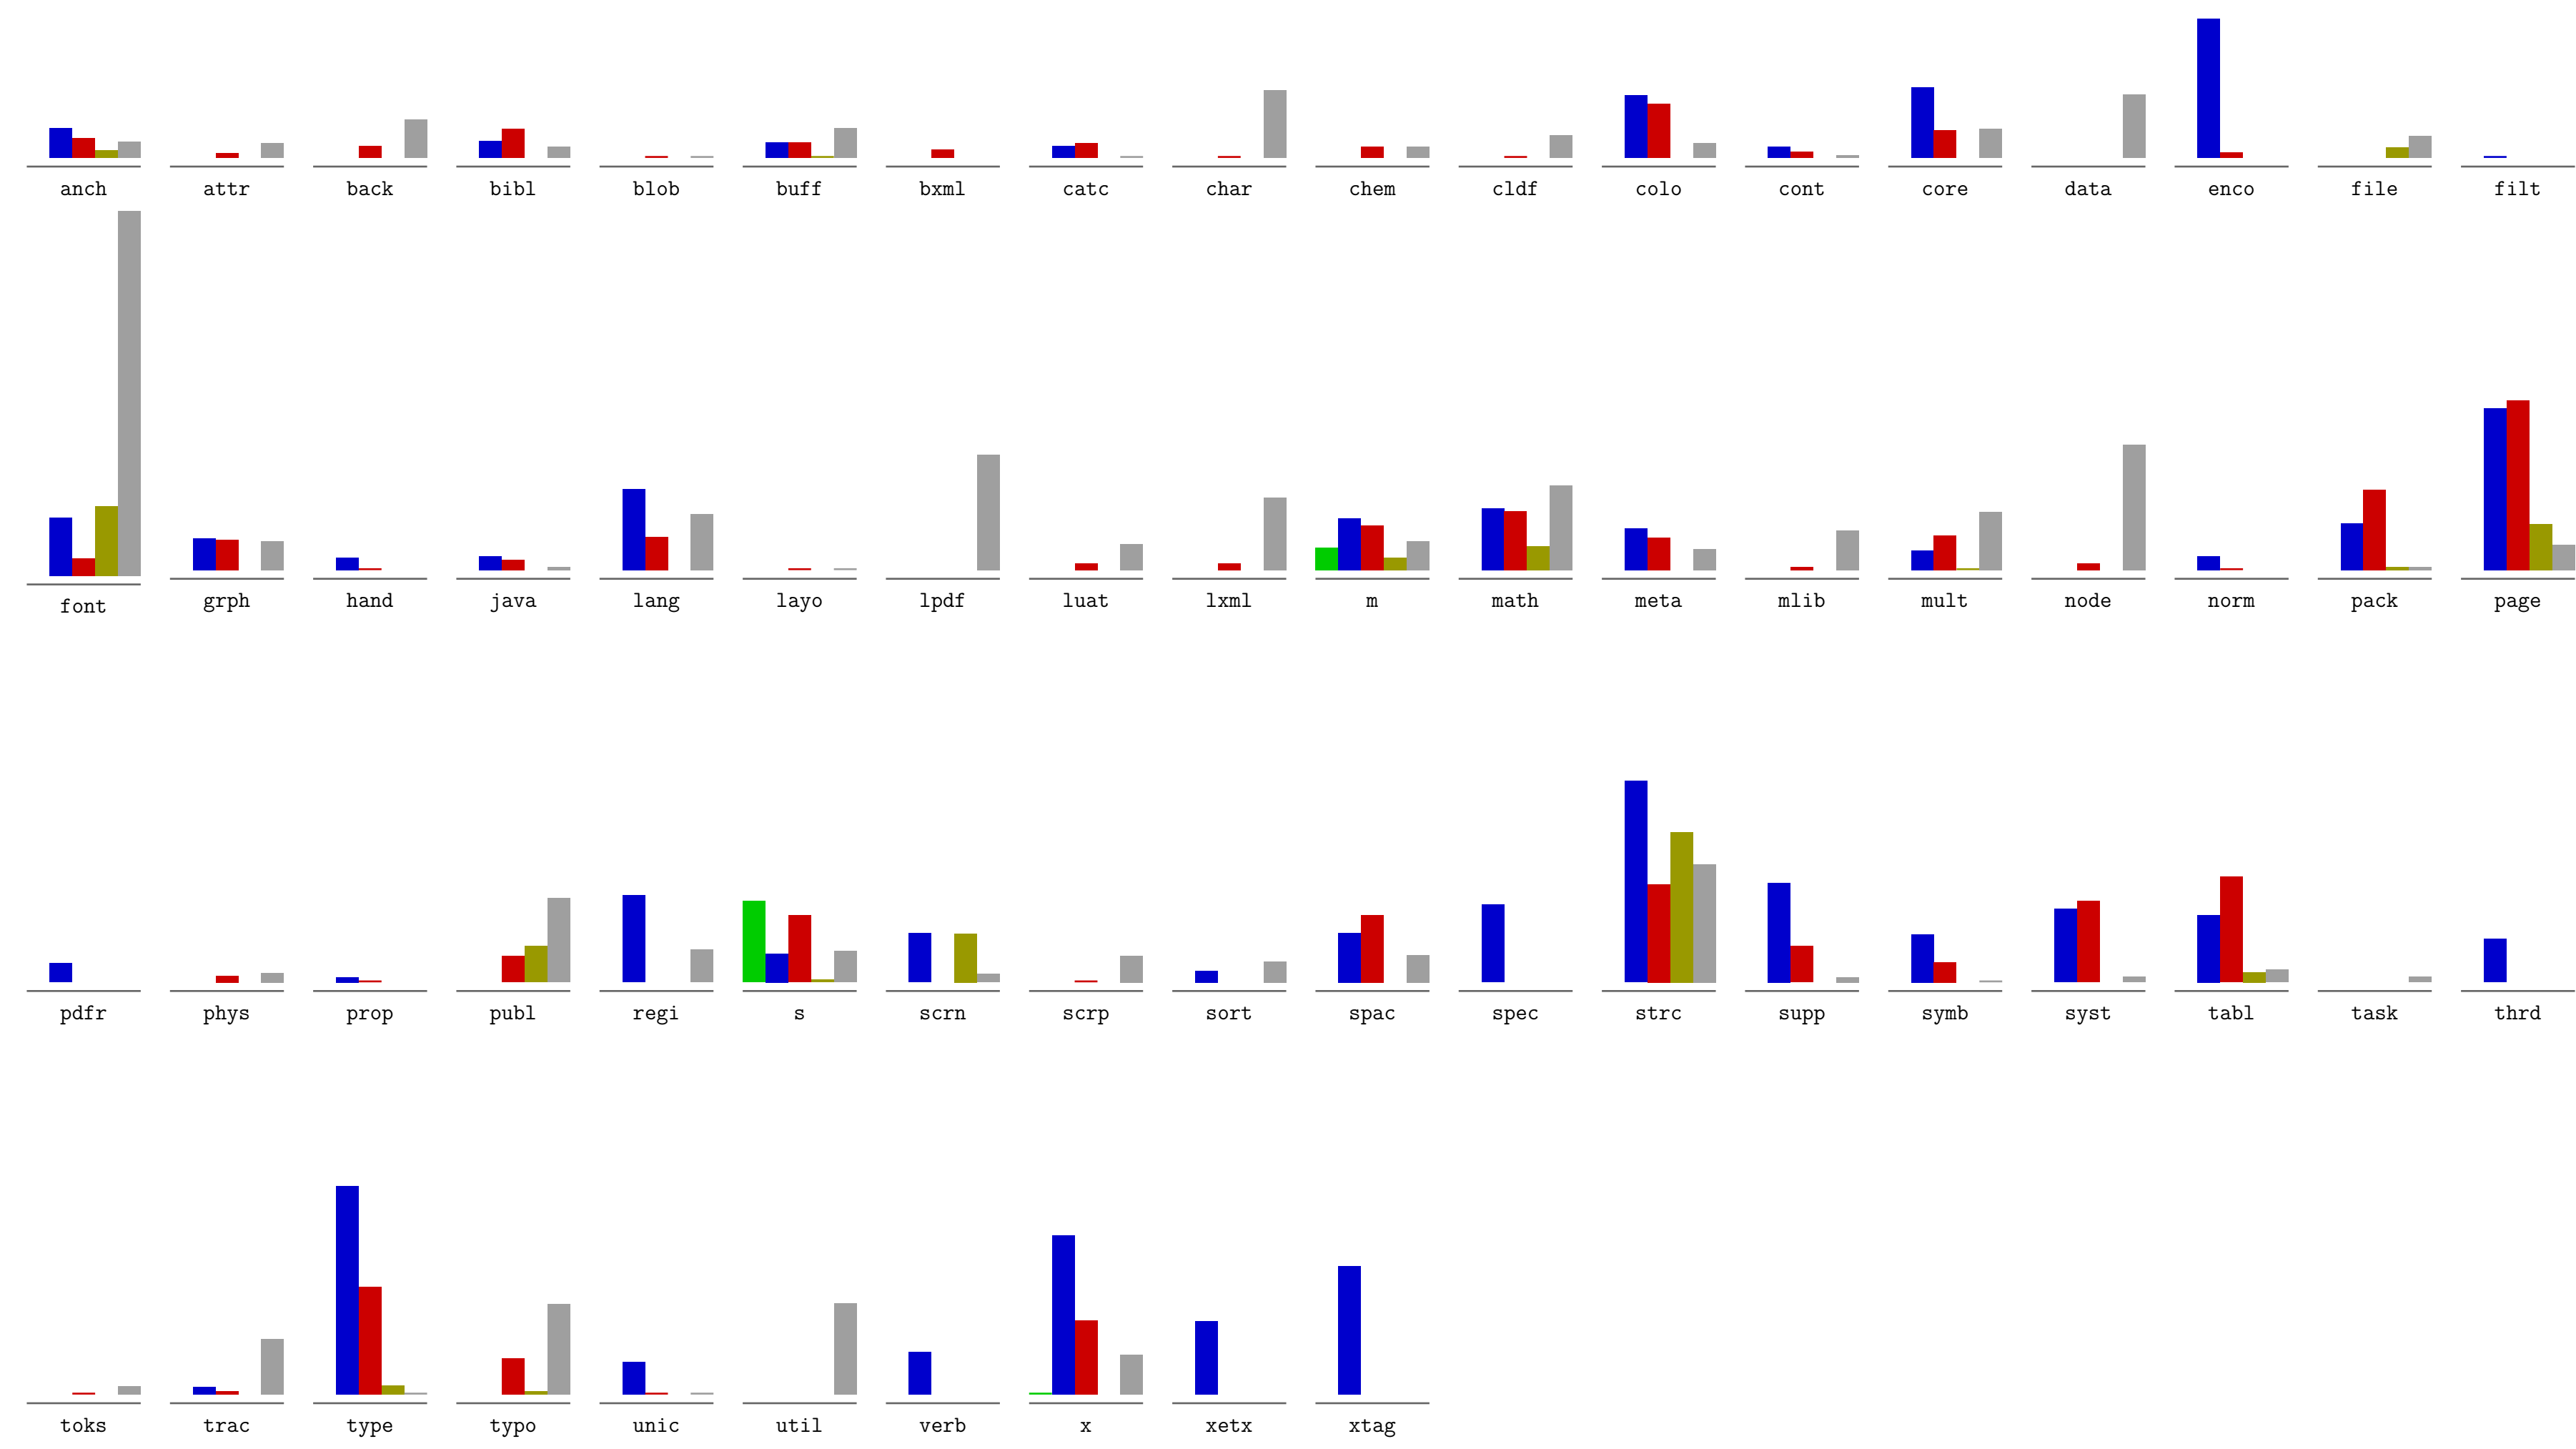 anch attr back bibl blob buff bxml catc char chem cldf colo cont core data enco file filt
font grph hand java lang layo lpdf luat lxml m math meta mlib mult node norm pack page
pdfr phys prop publ regi s scrn scrp sort spac spec strc supp symb syst tabl task thrd
toks trac type typo unic util verb x xetx xtag